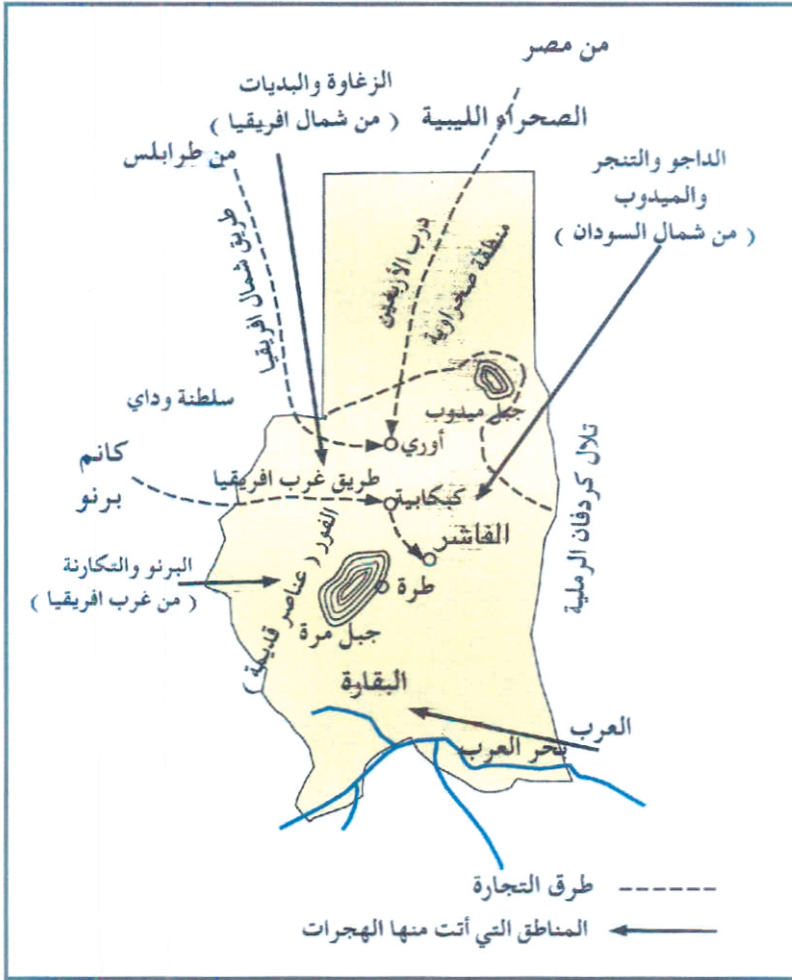 من مصر
الزغاوة والبديات
( من شمال افريقيا )
الصحراء الليبية
من طرابلس
الداجو والتنجر
والميدوب
( من شمال السودان )
طريق شمال افريقيا
درب الأربعين
منطقة صحراوية
جبل ميدوب
سلطنة وداي
أوري
كانم
برنو
طريق غرب افريقيا
كبكابية
الفاشر
تلال كردفان الرملية
البرنو والتكارنة
( من غرب افريقيا )
الفور ( عناصر قديمة )
طرة
جبل مرة
البقارة
العرب
بحر العرب
طرق التجارة
المناطق التي أتت منها الهجرات